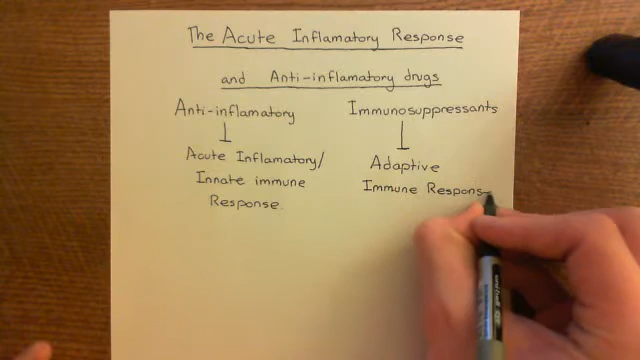 The Acute Inflamatory Response
and Anti-inflamatory drugs
Anti-inflamatory
Immunosuppressants
Acute Inflamatory/
Innate immune
Response.
Adaptive
Immune Respons